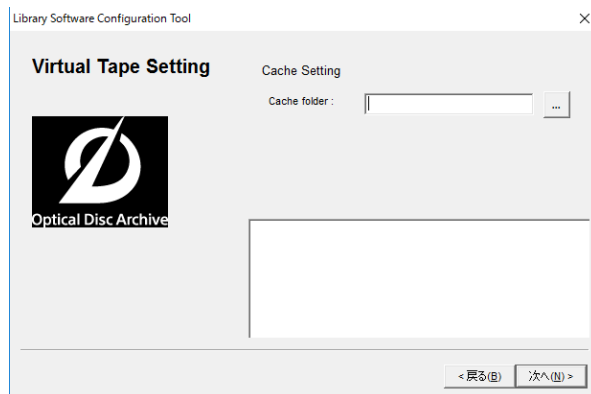 Library Software Configuration Tool
Virtual Tape Setting
Cache Setting
Cache folder :
...
Optical Disc Archive
< 戻る(B)
次へ(N) >